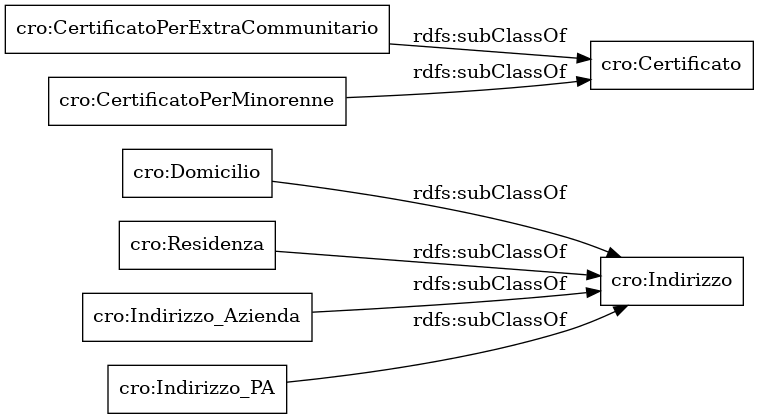 cro:CertificatoPerExtraCommunitario
rdfs:subClassOf
cro:Certificato
rdfs:subClassOf
cro:CertificatoPerMinorenne
cro:Domicilio
rdfs:subClassOf
cro:Residenza
rdfs:subClassOf
cro:Indirizzo
rdfs:subClassOf
cro:Indirizzo_Azienda
rdfs:subClassOf
cro:Indirizzo_PA